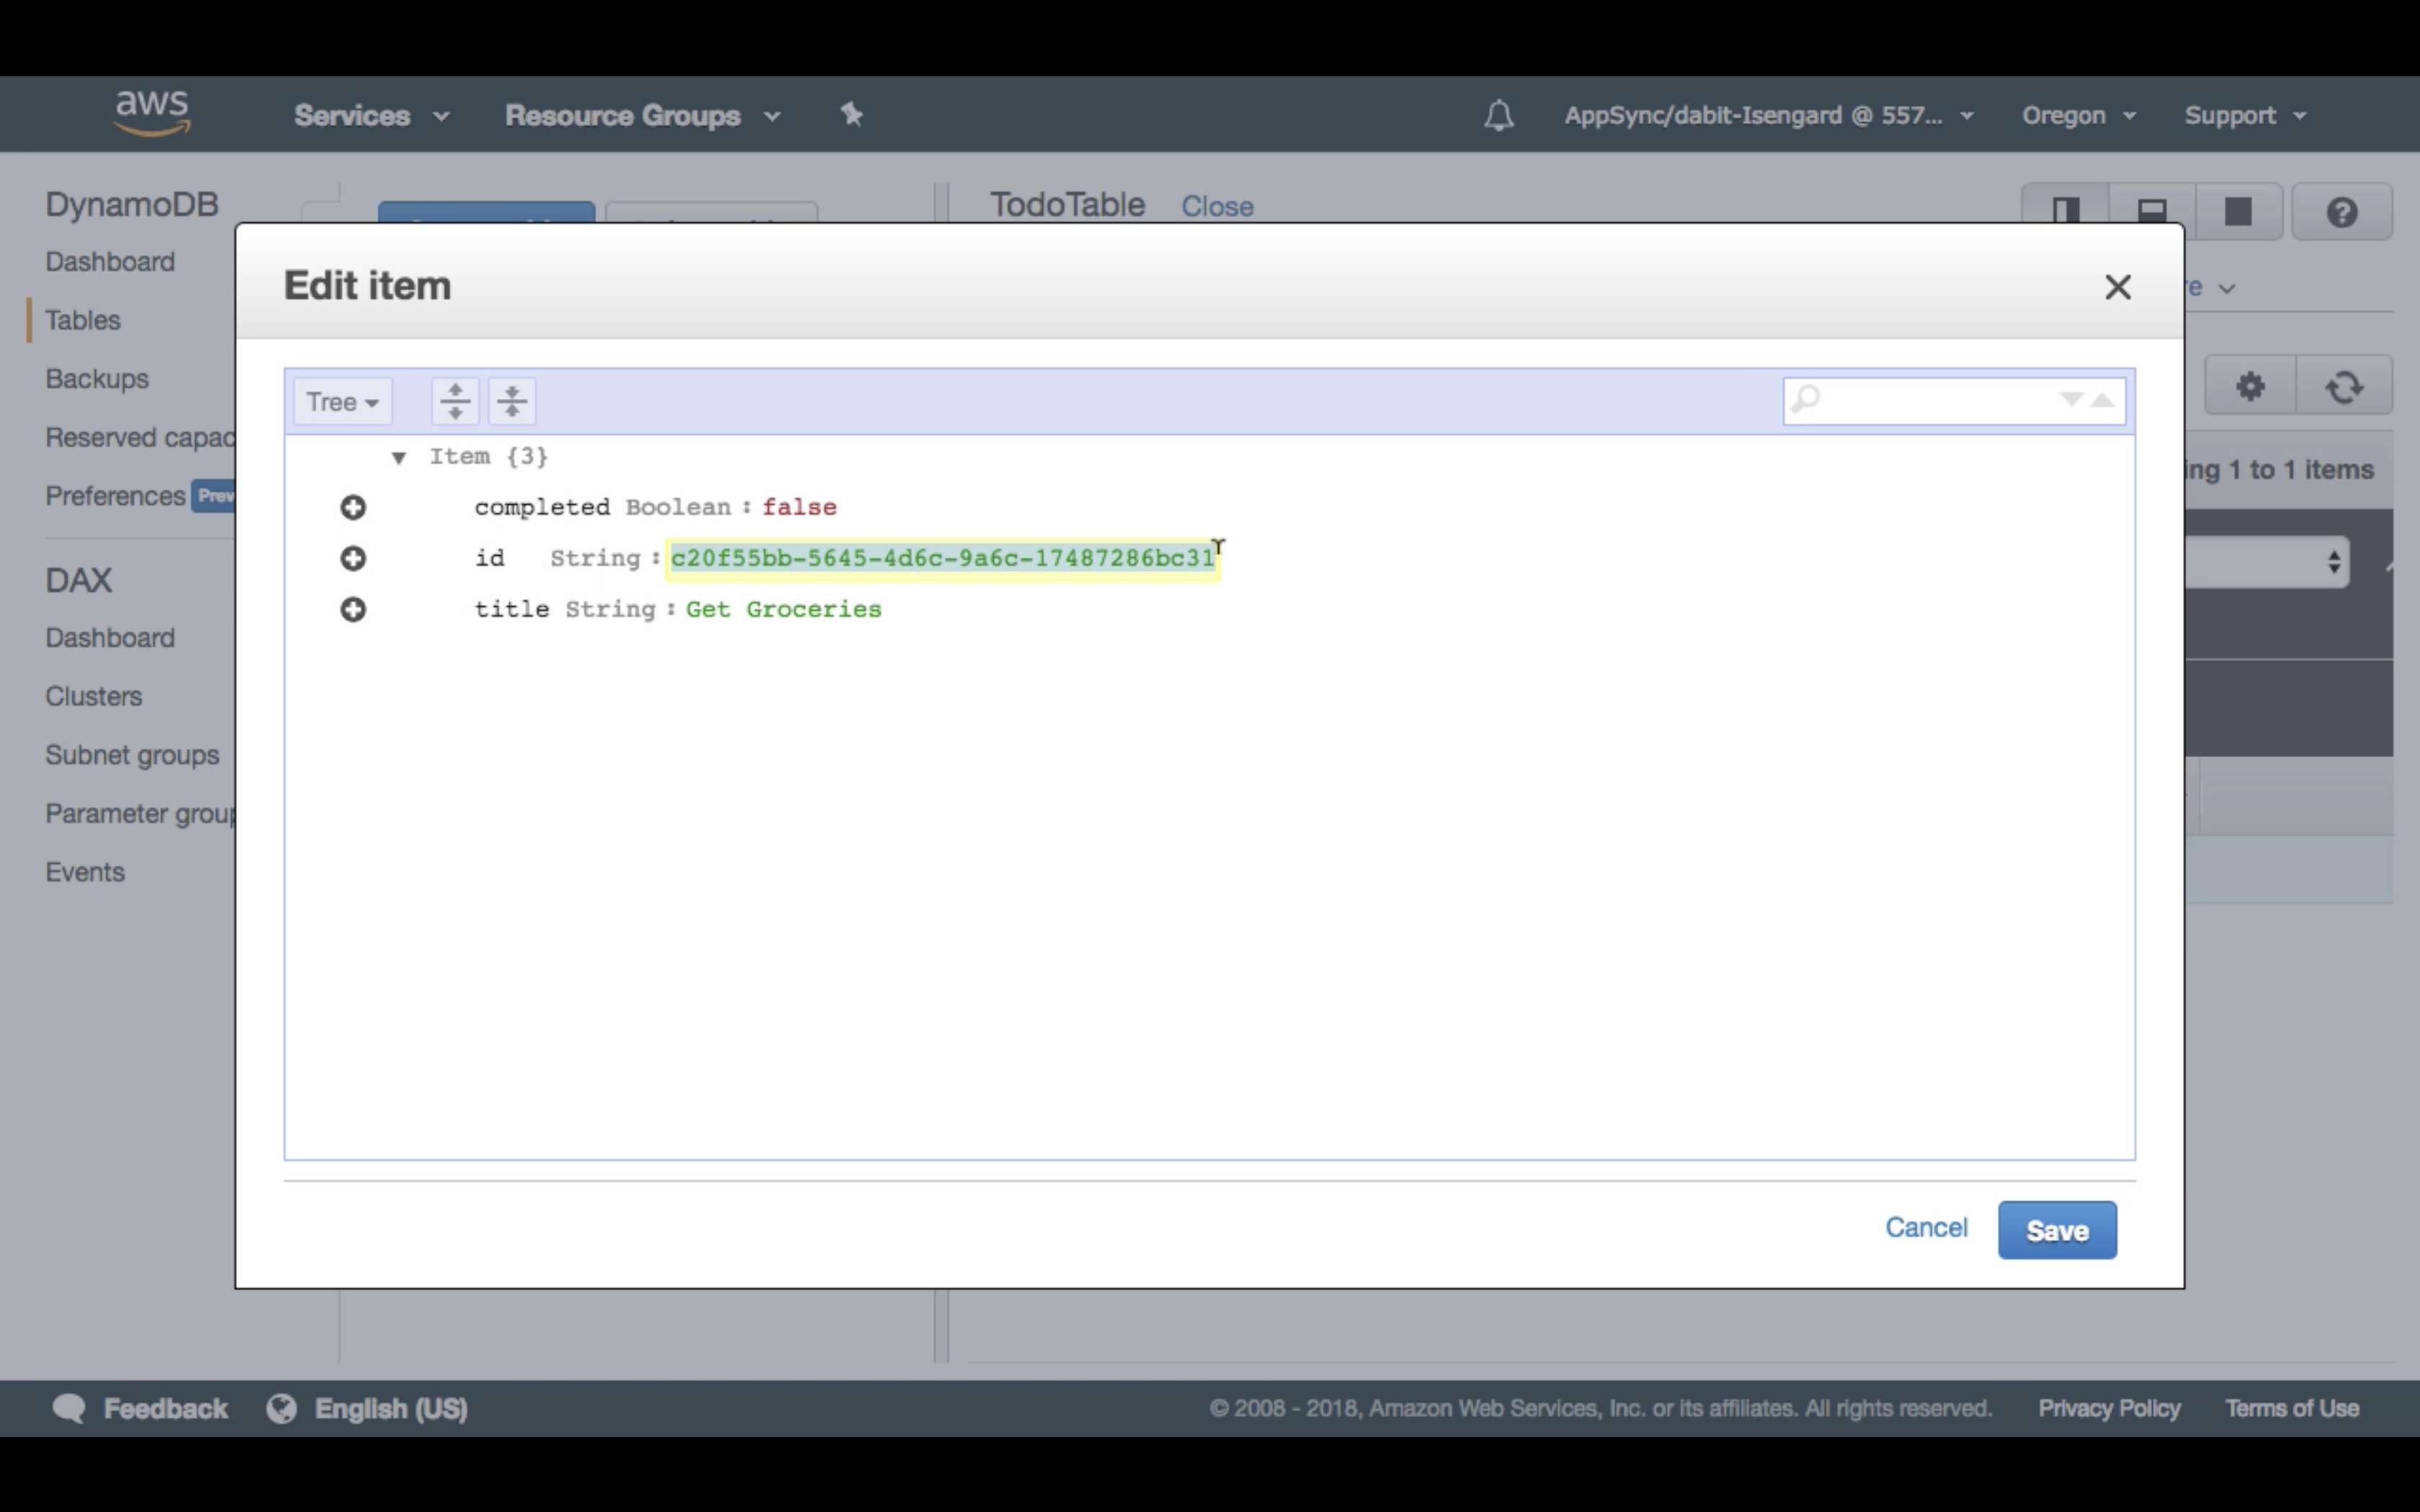 aws
Services
Resource Groups
AppSync/dabit-Isengard @ 557...
Oregon
Support
DynamoDB
Dashboard
Tables
Backups
Reserved capac
Preferences Prev
DAX
Dashboard
Clusters
Subnet groups
Parameter group
Events
TodoTable Close
Edit item
Tree
Item {3}
completed Boolean : false
id String : c20f55bb-5645-4d6c-9a6c-17487286bc31
title String : Get Groceries
ing 1 to 1 items
Cancel
Save
Feedback
English (US)
© 2008 - 2018, Amazon Web Services, Inc. or its affiliates. All rights reserved.
Privacy Policy
Terms of Use